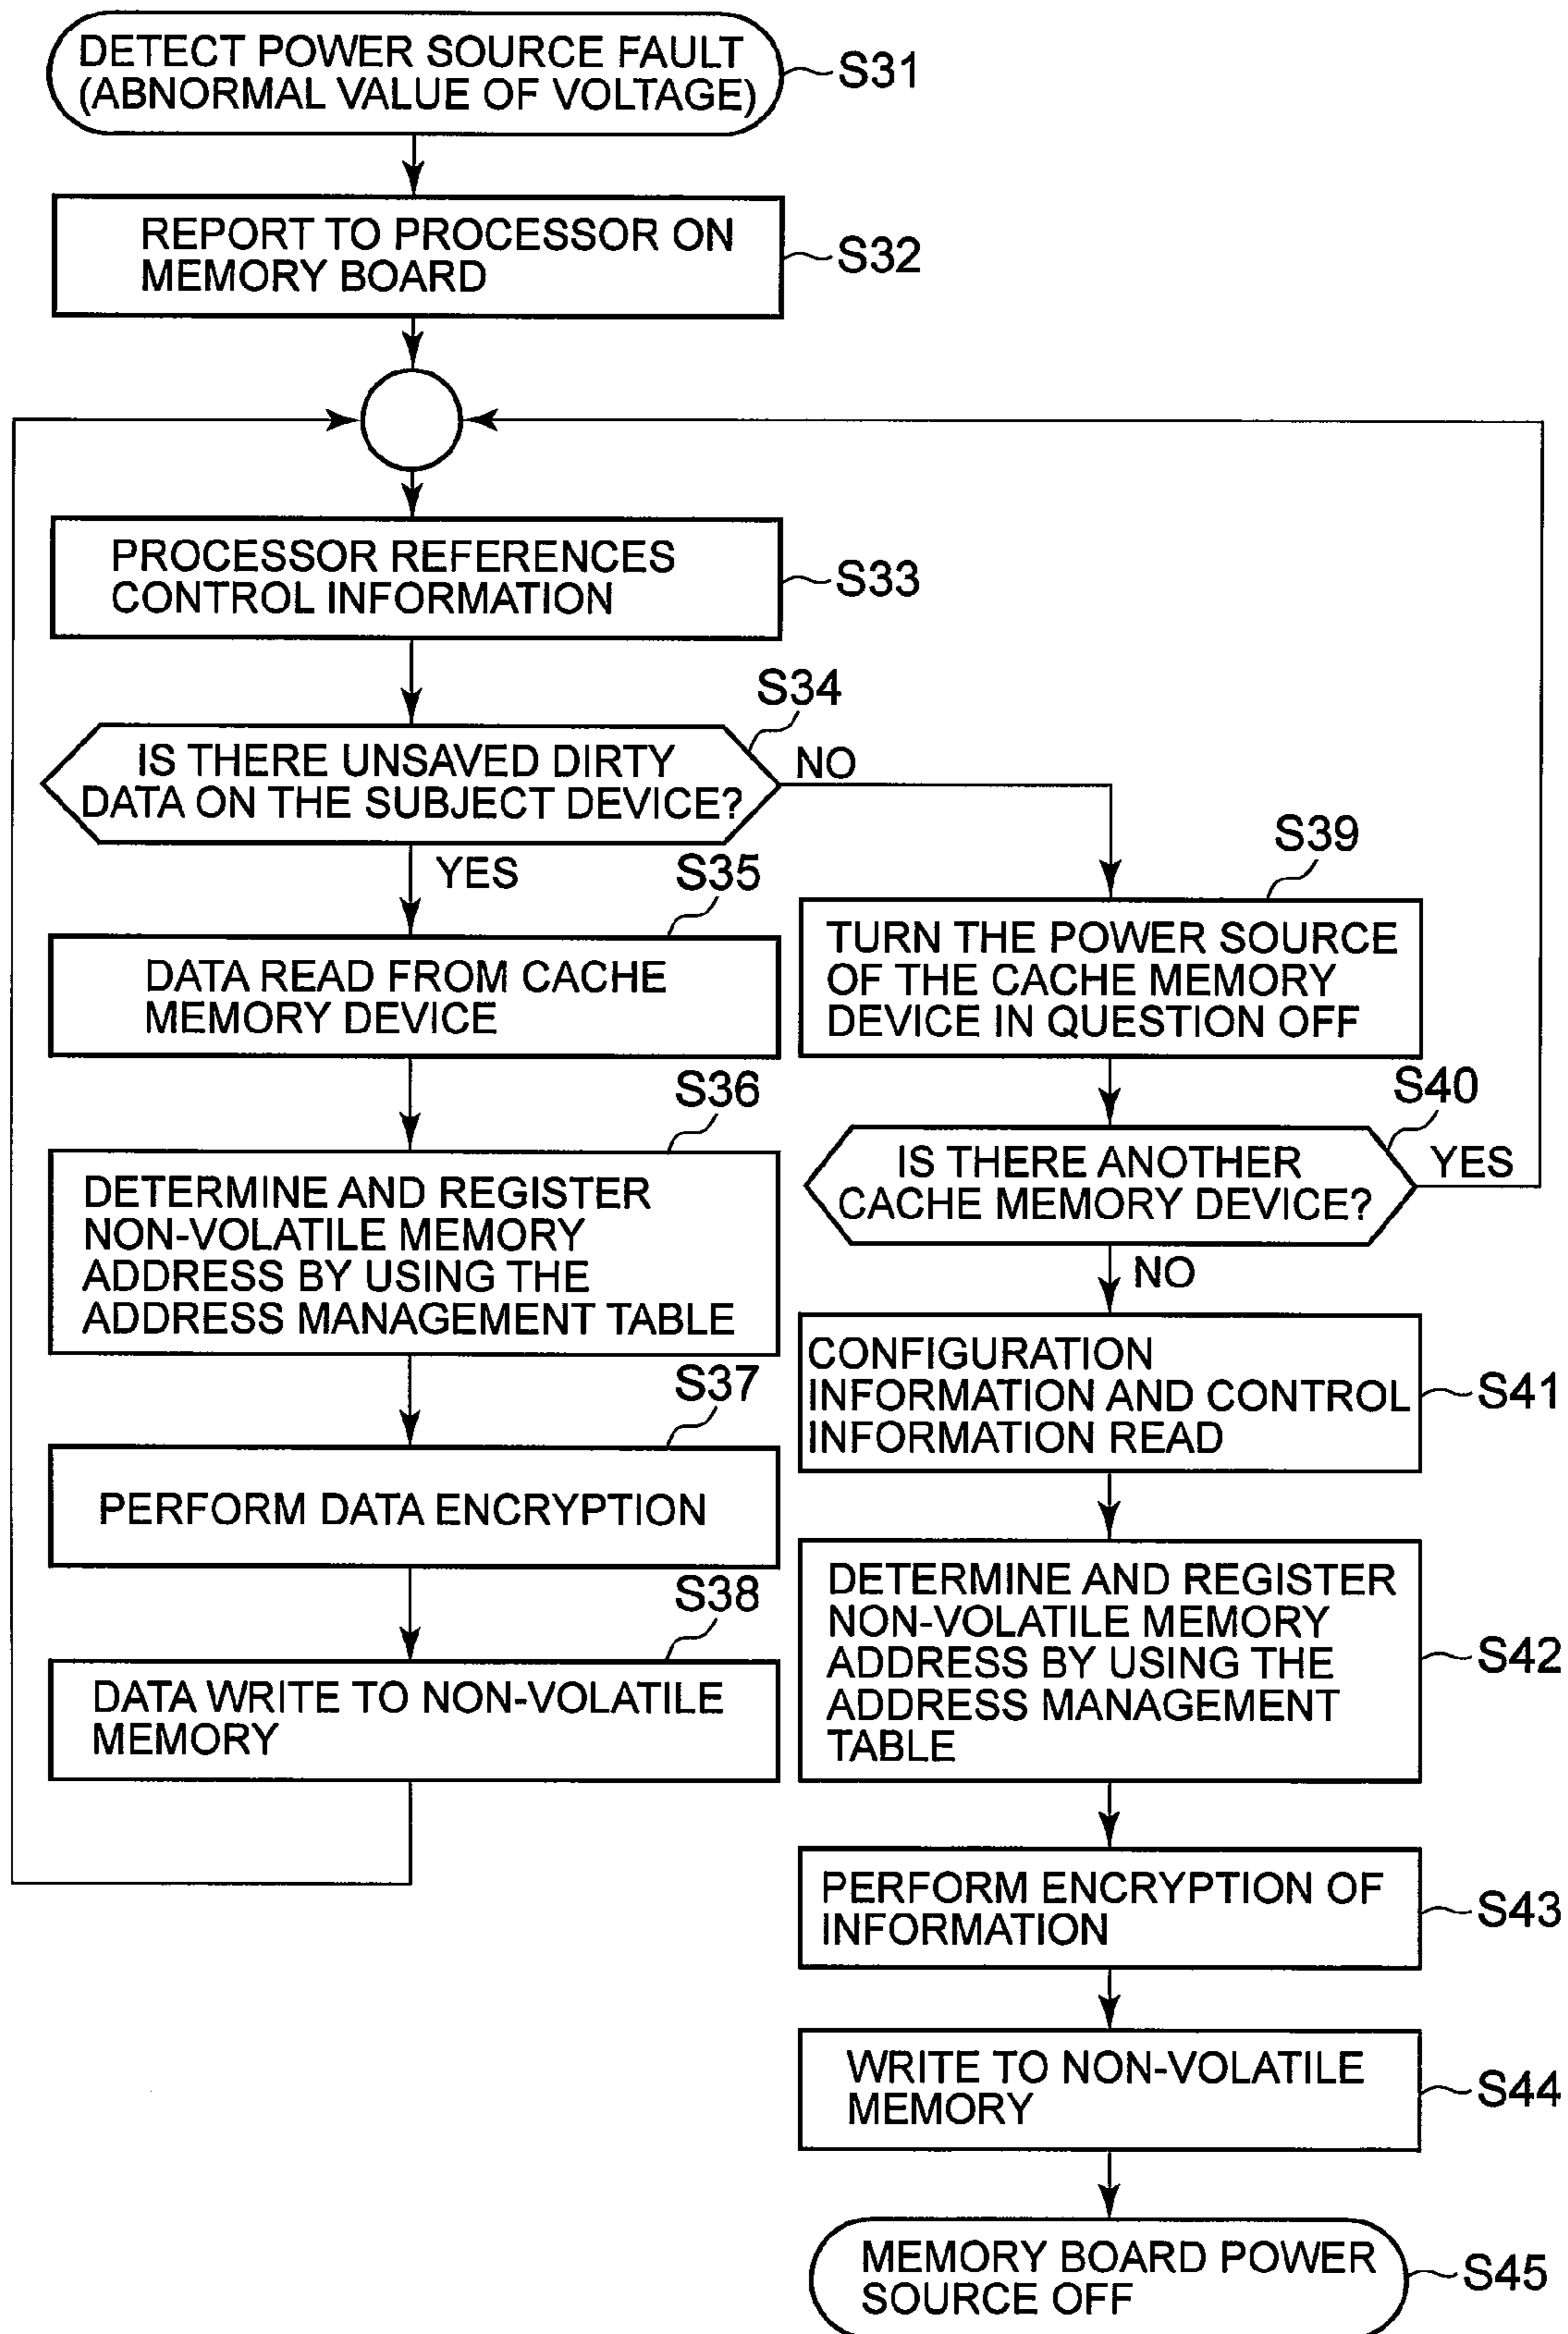 DETECT POWER SOURCE FAULT
(ABNORMAL VALUE OF VOLTAGE)
S31
REPORT TO PROCESSOR ON
MEMORY BOARD
S32
PROCESSOR REFERENCES
CONTROL INFORMATION
S33
S34
IS THERE UNSAVED DIRTY
DATA ON THE SUBJECT DEVICE?
NO
YES
S35
DATA READ FROM CACHE
MEMORY DEVICE
S36
DETERMINE AND REGISTER
NON-VOLATILE MEMORY
ADDRESS BY USING THE
ADDRESS MANAGEMENT TABLE
S37
PERFORM DATA ENCRYPTION
S38
DATA WRITE TO NON-VOLATILE
MEMORY
S39
TURN THE POWER SOURCE
OF THE CACHE MEMORY
DEVICE IN QUESTION OFF
S40
IS THERE ANOTHER
CACHE MEMORY DEVICE?
YES
NO
CONFIGURATION
INFORMATION AND CONTROL
INFORMATION READ
S41
DETERMINE AND REGISTER
NON-VOLATILE MEMORY
ADDRESS BY USING THE
ADDRESS MANAGEMENT
TABLE
S42
PERFORM ENCRYPTION OF
INFORMATION
S43
WRITE TO NON-VOLATILE
MEMORY
S44
MEMORY BOARD POWER
SOURCE OFF
S45